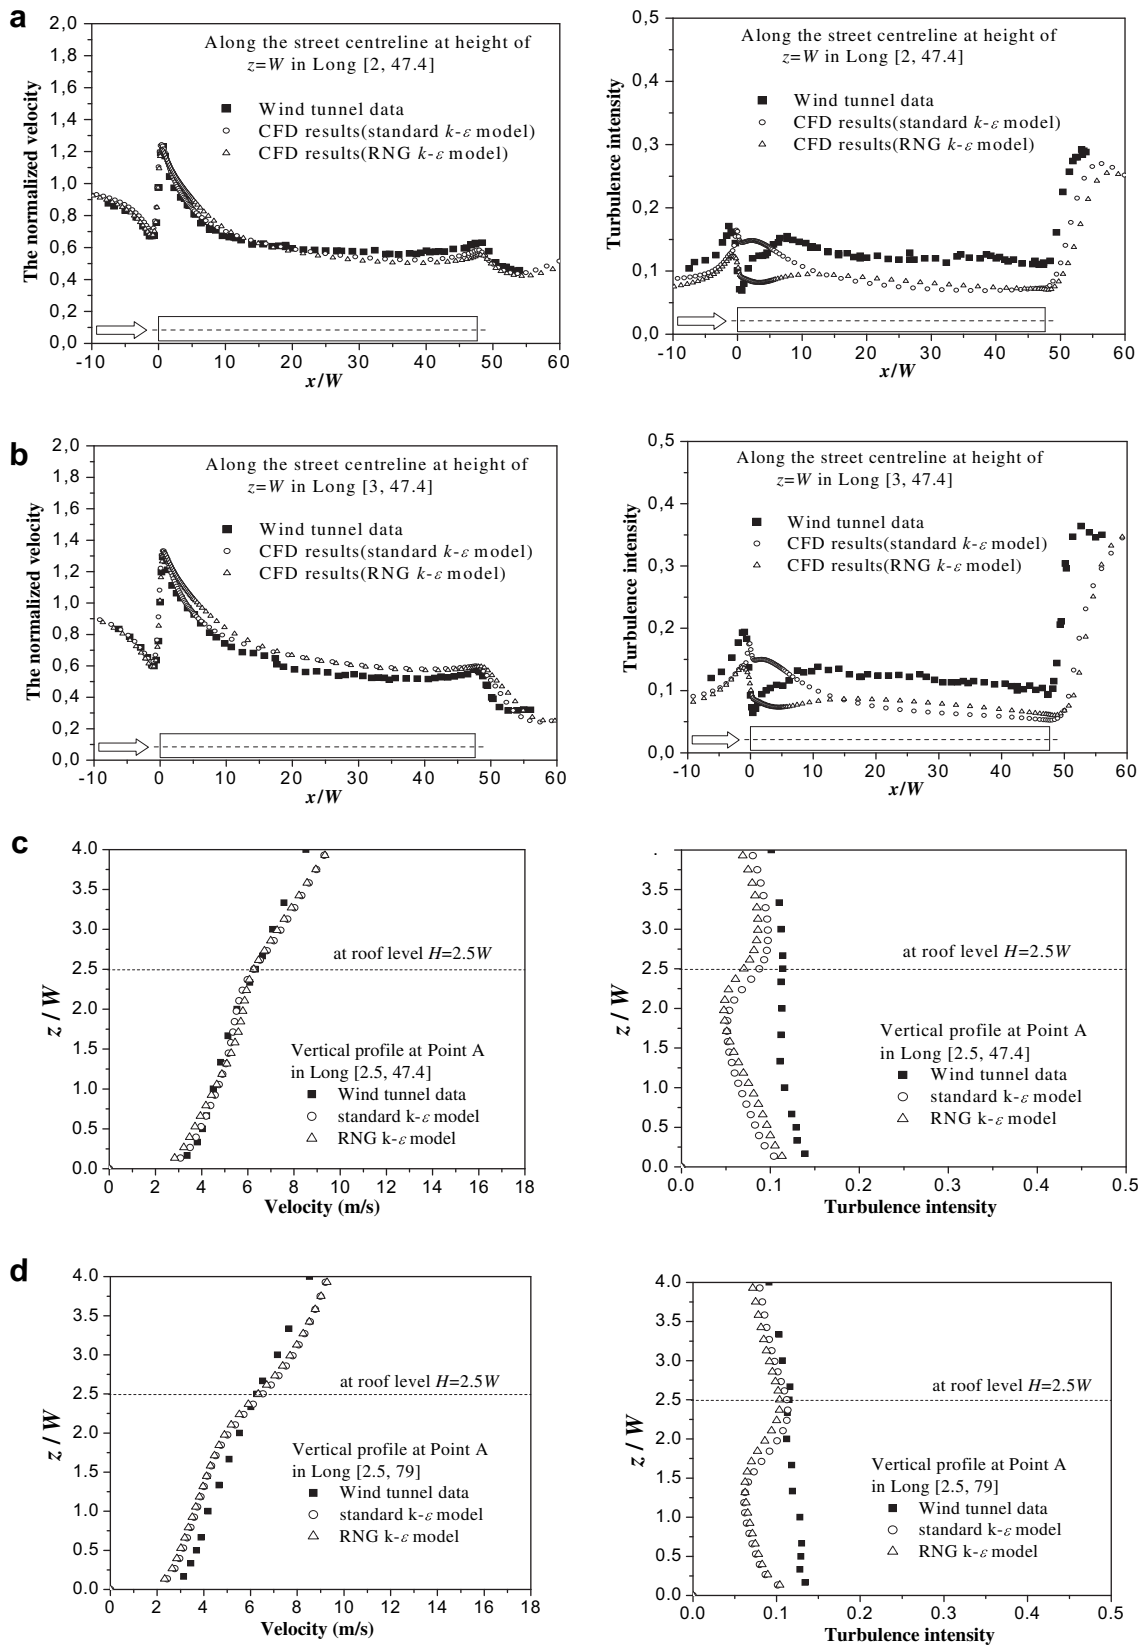 a
2,0
1,8
1,6
1,4
1,2
1,0
0,8
0,6
0,4
0,2
0,0
-10 0 10 20 30 40 50 60
x/W
The normalized velocity
Along the street centreline at height of
z=W in Long [2, 47.4]
Wind tunnel data
CFD results(standard k-ε model)
CFD results(RNG k-ε model)
0,5
0,4
0,3
0,2
0,1
0,0
-10 0 10 20 30 40 50 60
x/W
Turbulence intensity
Along the street centreline at height of
z=W in Long [2, 47.4]
Wind tunnel data
CFD results(standard k-ε model)
CFD results(RNG k-ε model)
b
2,0
1,8
1,6
1,4
1,2
1,0
0,8
0,6
0,4
0,2
0,0
-10 0 10 20 30 40 50 60
x/W
The normalized velocity
Along the street centreline at height of
z=W in Long [3, 47.4]
Wind tunnel data
CFD results(standard k-ε model)
CFD results(RNG k-ε model)
0,5
0,4
0,3
0,2
0,1
0,0
-10 0 10 20 30 40 50 60
x/W
Turbulence intensity
Along the street centreline at height of
z=W in Long [3, 47.4]
Wind tunnel data
CFD results(standard k-ε model)
CFD results(RNG k-ε model)
c
4.0
3.5
3.0
2.5
2.0
1.5
1.0
0.5
0.0
0 2 4 6 8 10 12 14 16 18
Velocity (m/s)
z / W
at roof level H=2.5W
Vertical profile at Point A
in Long [2.5, 47.4]
Wind tunnel data
standard k-ε model
RNG k-ε model
4.0
3.5
3.0
2.5
2.0
1.5
1.0
0.5
0.0
0.0 0.1 0.2 0.3 0.4 0.5
Turbulence intensity
z / W
at roof level H=2.5W
Vertical profile at Point A
in Long [2.5, 47.4]
Wind tunnel data
standard k-ε model
RNG k-ε model
d
4.0
3.5
3.0
2.5
2.0
1.5
1.0
0.5
0.0
0 2 4 6 8 10 12 14 16 18
Velocity (m/s)
z / W
at roof level H=2.5W
Vertical profile at Point A
in Long [2.5, 79]
Wind tunnel data
standard k-ε model
RNG k-ε model
4.0
3.5
3.0
2.5
2.0
1.5
1.0
0.5
0.0
0.0 0.1 0.2 0.3 0.4 0.5
Turbulence intensity
z / W
at roof level H=2.5W
Vertical profile at Point A
in Long [2.5, 79]
Wind tunnel data
standard k-ε model
RNG k-ε model